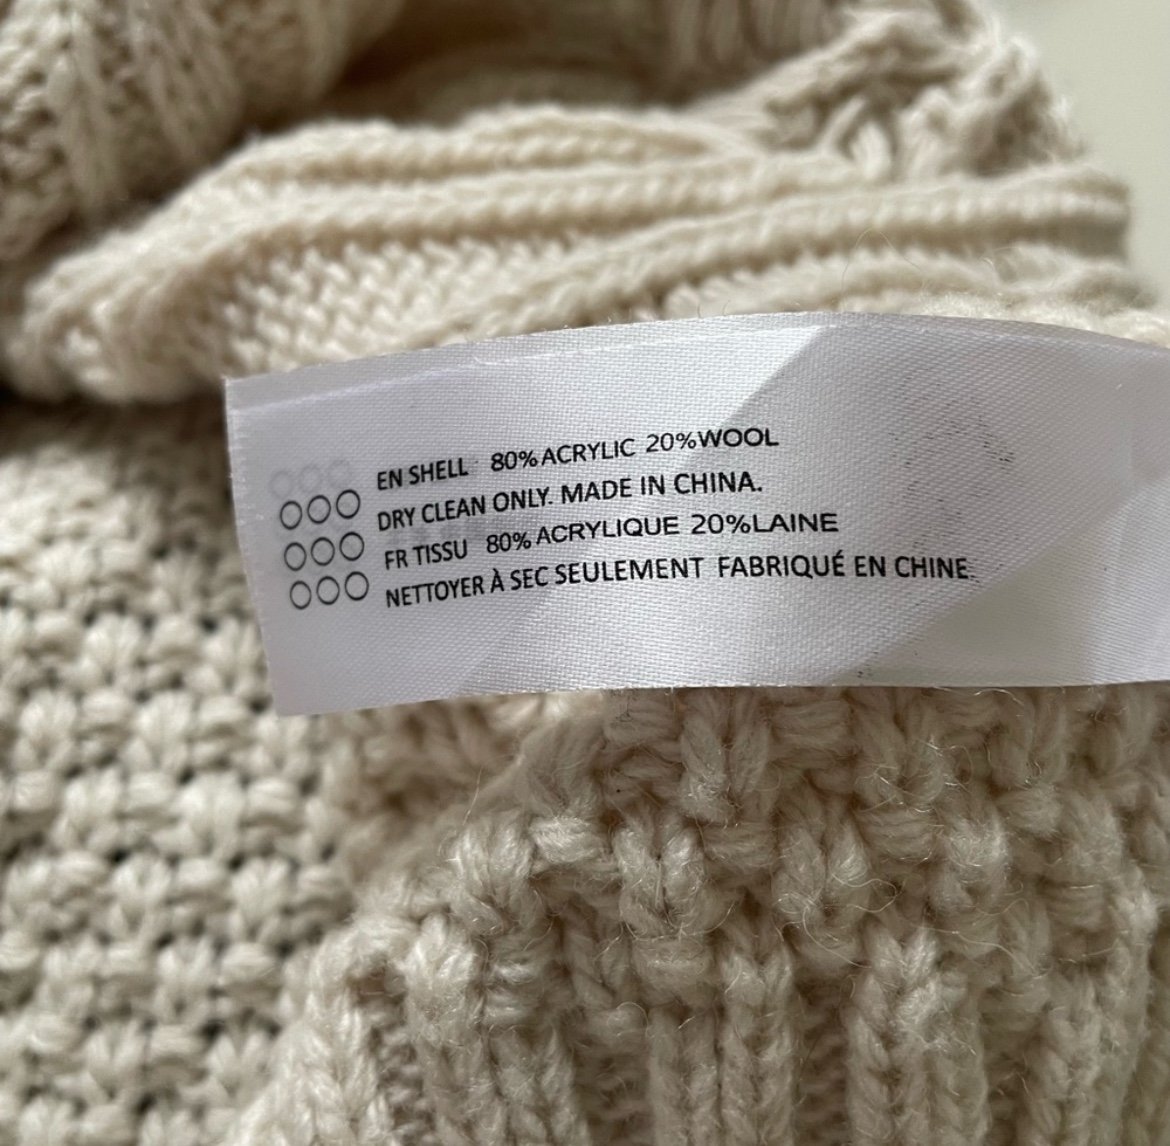 EN SHELL 80% ACRYLIC 20%WOOL
DRY CLEAN ONLY. MADE IN CHINA.
FR TISSU 80% ACRYLIQUE 20%LAINE
NETTOYER À SEC SEULEMENT FABRIQUÉ EN CHINE.